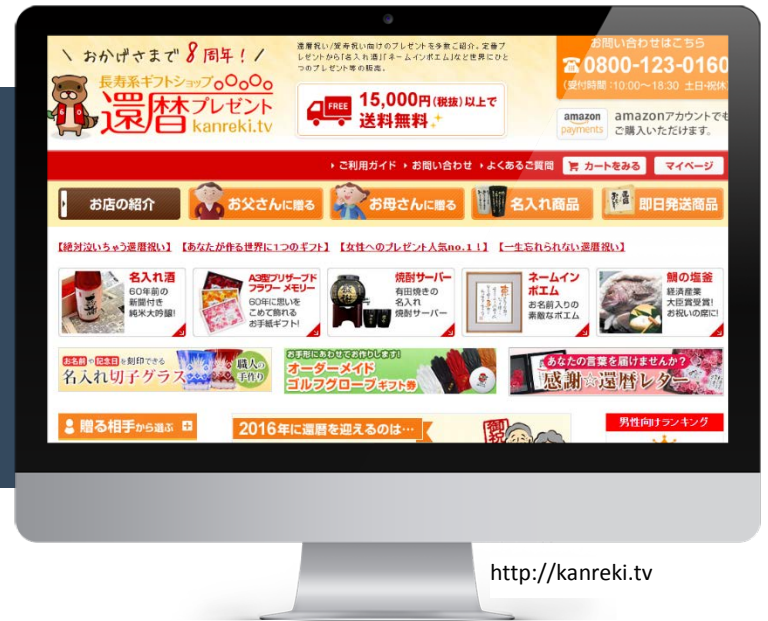 \ おかげさまで8周年！/
長寿系ギフトショップ
還暦プレゼント
kanreki.tv
還暦祝い/長寿祝い向けのプレゼントを多数ご紹介。定番プ
レゼントから「名入れ酒」「ネームインポエム」など世界にひと
つのプレゼント等の販売。
FREE 15,000円(税抜)以上で
送料無料
お問い合わせはこちら
0800-123-0160
(受付時間:10:00〜18:30 土日・祝休
amazon payments
amazonアカウントでも
ご購入いただけます。
ご利用ガイド お問い合わせ よくあるご質問 カートをみる マイページ
お店の紹介 お父さんに贈る お母さんに贈る 名入れ商品 即日発送商品
【絶対泣いちゃう還暦祝い】 【あなたが作る世界に1つのギフト】 【女性へのプレゼント人気no.1！】 【一生忘れられない還暦祝い】
名入れ酒
60年前の
新聞付き
純米大吟醸!
A3型プリザーブド
フラワー メモリー
60年に思いを
こめて飾れる
お手紙ギフト!
焼酎サーバー
有田焼きの
名入れ
焼酎サーバー
ネームイン
ポエム
お名前入りの
素敵なポエム
鯛の塩釜
経済産業
大臣賞受賞!
お祝いの席に!
お名前や記念日を刻印できる
名入れ切子グラス
職人の
手作り
お手形にあわせてお作りします!
オーダーメイド
ゴルフグローブギフト券
あなたの言葉を届けませんか?
感謝☆還暦レター
贈る相手から選ぶ
2016年に還暦を迎えるのは…
御祝
男性向けランキング
http://kanreki.tv